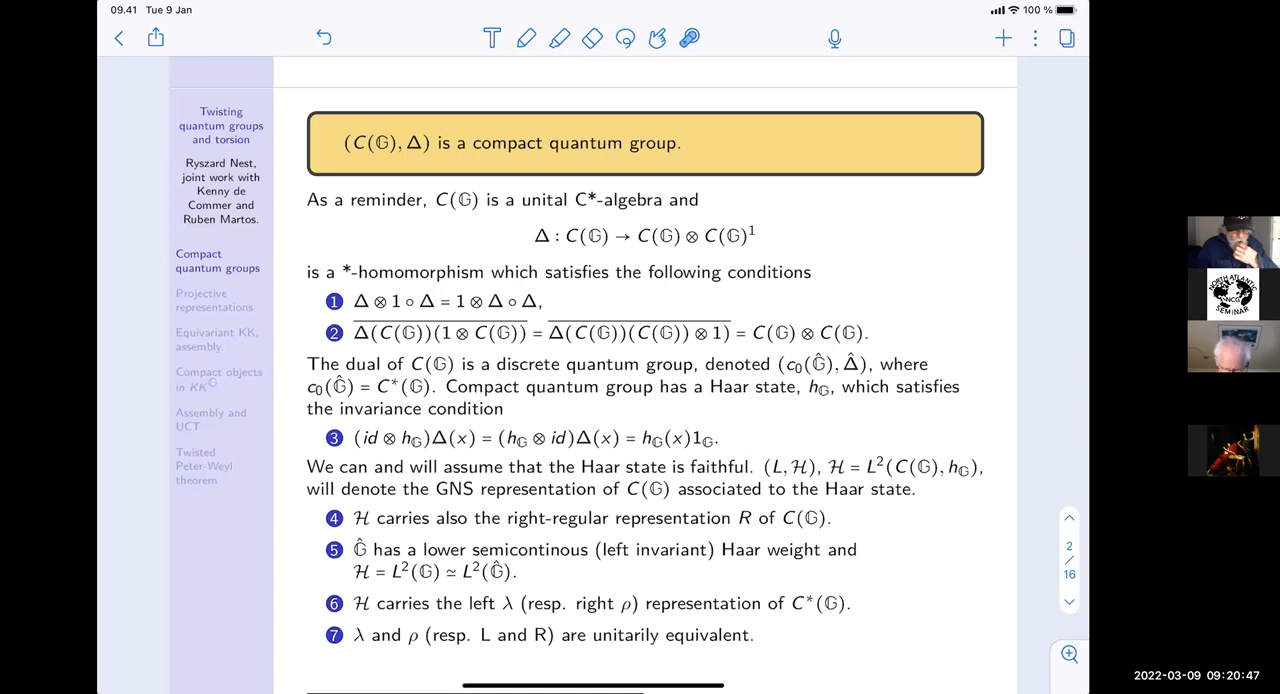 09.41 Tue 9 Jan
100 %
Twisting
quantum groups
and torsion
Ryszard Nest,
joint work with
Kenny de
Commer and
Ruben Martos.
Compact
quantum groups
Projective
representations
Equivariant KK,
assembly.
Compact objects
in KK^𝔾
Assembly and
UCT
Twisted
Peter-Weyl
theorem
(C(𝔾), Δ) is a compact quantum group.
As a reminder, C(𝔾) is a unital C*-algebra and
Δ : C(𝔾) → C(𝔾) ⊗ C(𝔾)¹
is a *-homomorphism which satisfies the following conditions
1 Δ ⊗ 1 ∘ Δ = 1 ⊗ Δ ∘ Δ,
2 \overline{Δ(C(𝔾))(1 ⊗ C(𝔾))} = \overline{Δ(C(𝔾))(C(𝔾)) ⊗ 1)} = C(𝔾) ⊗ C(𝔾).
The dual of C(𝔾) is a discrete quantum group, denoted (c₀(𝔾̂), Δ̂), where
c₀(𝔾̂) = C*(𝔾). Compact quantum group has a Haar state, h_𝔾, which satisfies
the invariance condition
3 (id ⊗ h_𝔾)Δ(x) = (h_𝔾 ⊗ id)Δ(x) = h_𝔾(x)1_𝔾.
We can and will assume that the Haar state is faithful. (L, ℋ), ℋ = L²(C(𝔾), h_𝔾),
will denote the GNS representation of C(𝔾) associated to the Haar state.
4 ℋ carries also the right-regular representation R of C(𝔾).
5 𝔾̂ has a lower semicontinous (left invariant) Haar weight and
ℋ = L²(𝔾) ≃ L²(𝔾̂).
6 ℋ carries the left λ (resp. right ρ) representation of C*(𝔾).
7 λ and ρ (resp. L and R) are unitarily equivalent.
2
/
16
NORTH ATLANTIC
NCG
SEMINAR
2022-03-09 09:20:47